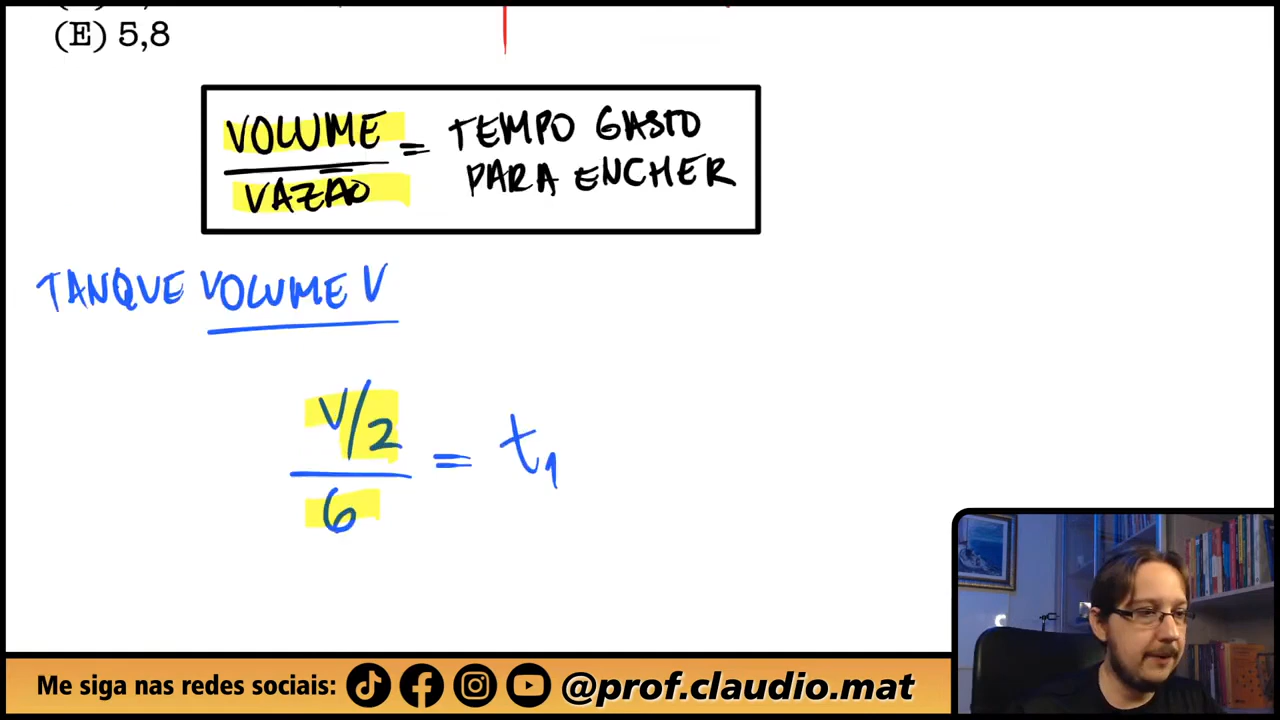 (E) 5,8
VOLUME
VAZÃO
=
TEMPO GASTO
PARA ENCHER
TANQUE VOLUME V
V/2
6
= t₁
Me siga nas redes sociais: @prof.claudio.mat